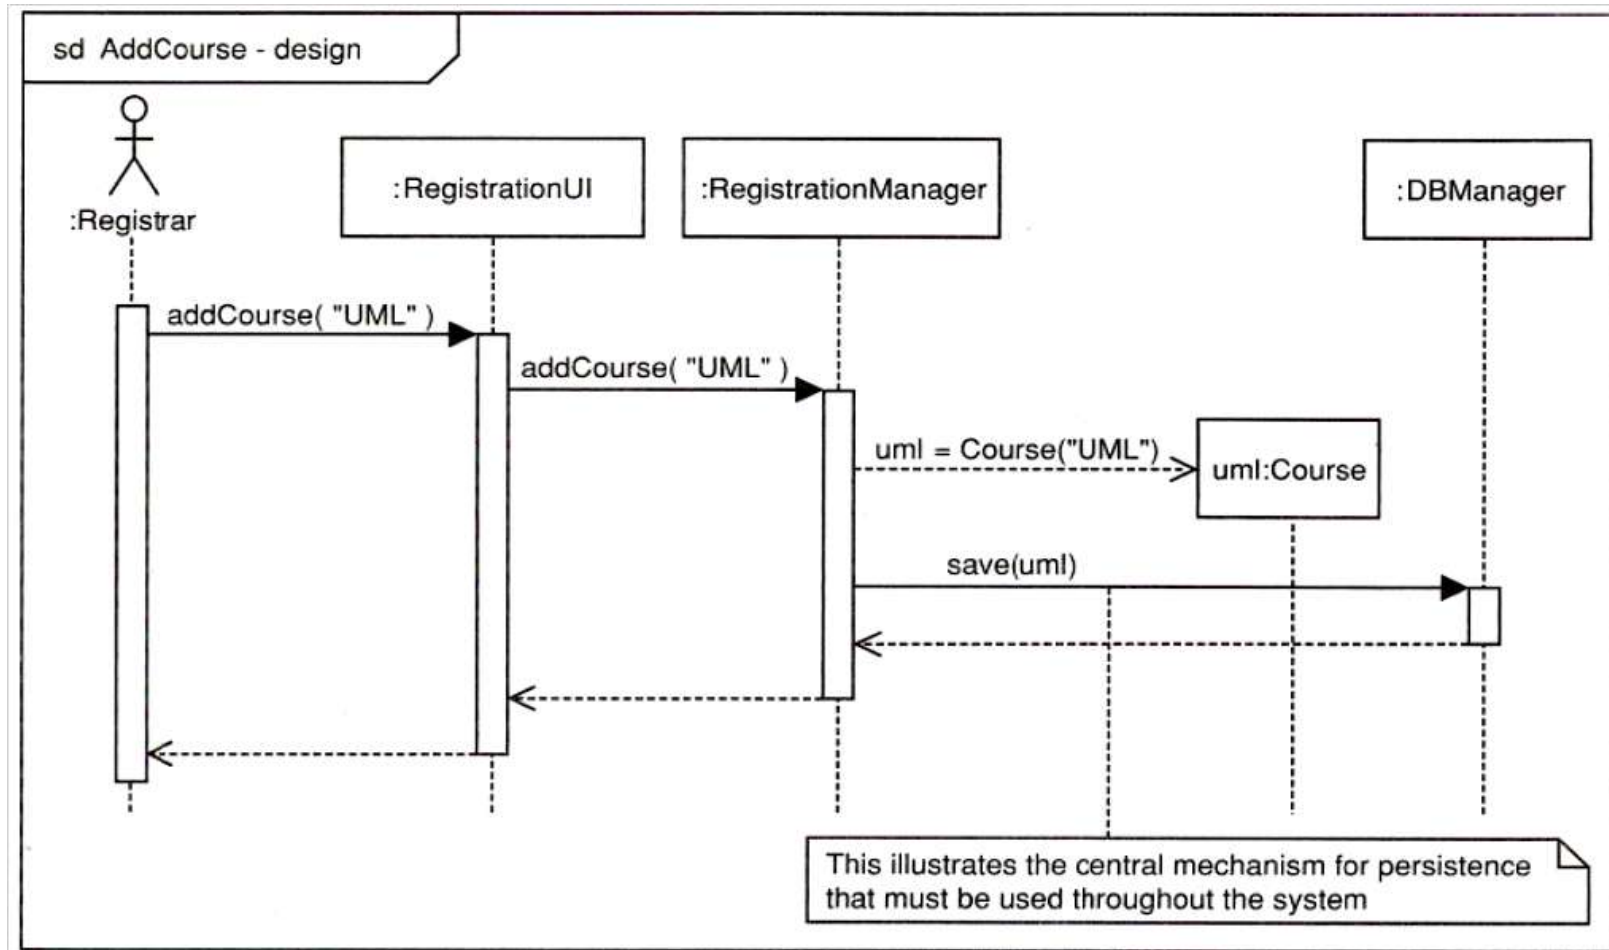 sd AddCourse - design
:Registrar
:RegistrationUI
:RegistrationManager
:DBManager
addCourse( "UML" )
addCourse( "UML" )
uml = Course("UML")
uml:Course
save(uml)
This illustrates the central mechanism for persistence
that must be used throughout the system